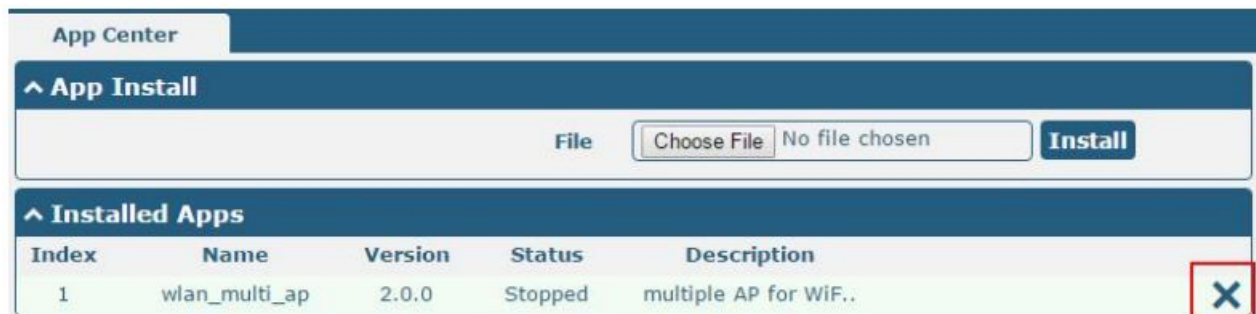 App Center
^ App Install
File Choose File No file chosen Install
^ Installed Apps
Index Name Version Status Description
1 wlan_multi_ap 2.0.0 Stopped multiple AP for WiF.. X